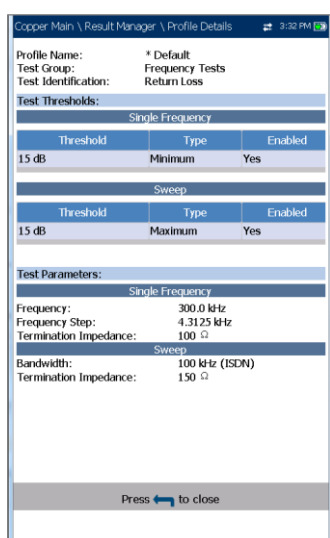 Copper Main \ Result Manager \ Profile Details 3:32 PM
Profile Name: * Default
Test Group: Frequency Tests
Test Identification: Return Loss
Test Thresholds:
Single Frequency
Threshold Type Enabled
15 dB Minimum Yes
Sweep
Threshold Type Enabled
15 dB Maximum Yes
Test Parameters:
Single Frequency
Frequency: 300.0 kHz
Frequency Step: 4.3125 kHz
Termination Impedance: 100 Ω
Sweep
Bandwidth: 100 kHz (ISDN)
Termination Impedance: 150 Ω
Press to close